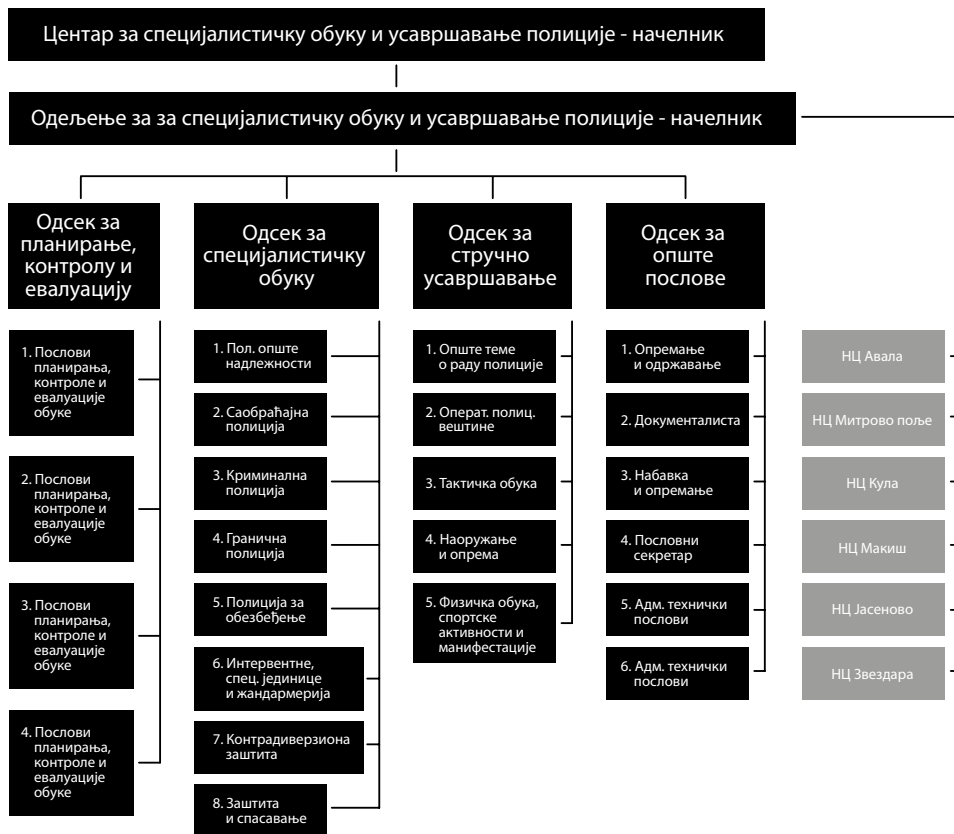 Центар за специјалистичку обуку и усавршавање полиције - начелник
Одељење за за специјалистичку обуку и усавршавање полиције - начелник
Одсек за
планирање,
контролу и
евалуацију
1. Послови
планирања,
контроле и
евалуације
обуке
2. Послови
планирања,
контроле и
евалуације
обуке
3. Послови
планирања,
контроле и
евалуације
обуке
4. Послови
планирања,
контроле и
евалуације
обуке
Одсек за
специјалистичку
обуку
1. Пол. опште
надлежности
2. Саобраћајна
полиција
3. Криминална
полиција
4. Гранична
полиција
5. Полиција за
обезбеђење
6. Интервентне,
спец. јединице
и жандармерија
7. Контрадиверзиона
заштита
8. Заштита
и спасавање
Одсек за
стручно
усавршавање
1. Опште теме
о раду полиције
2. Операт. полиц.
вештине
3. Тактичка обука
4. Наоружање
и опрема
5. Физичка обука,
спортске
активности и
манифестације
Одсек за
опште
послове
1. Опремање
и одржавање
2. Документалиста
3. Набавка
и опремање
4. Пословни
секретар
5. Адм. технички
послови
6. Адм. технички
послови
НЦ Авала
НЦ Митрово поље
НЦ Кула
НЦ Макиш
НЦ Јасеново
НЦ Звездара